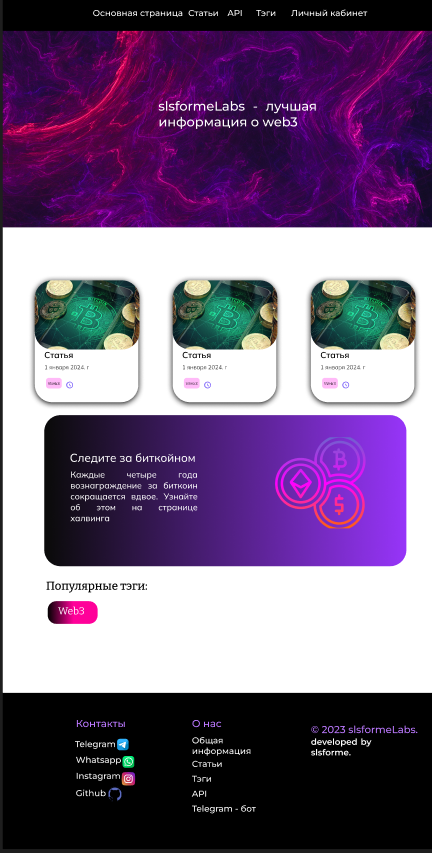 Основная страница Статьи API Тэги Личный кабинет
slsformeLabs - лучшая
информация о web3
Статья
1 января 2024. г
Статья
1 января 2024. г
Статья
1 января 2024. г
Следите за биткойном
Каждые четыре года
вознаграждение за биткоин
сокращается вдвое. Узнайте
об этом на странице
халвинга
Популярные тэги:
Web3
Контакты
Telegram
Whatsapp
Instagram
Github
О нас
Общая
информация
Статьи
Тэги
API
Telegram - бот
© 2023 slsformeLabs.
developed by
slsforme.